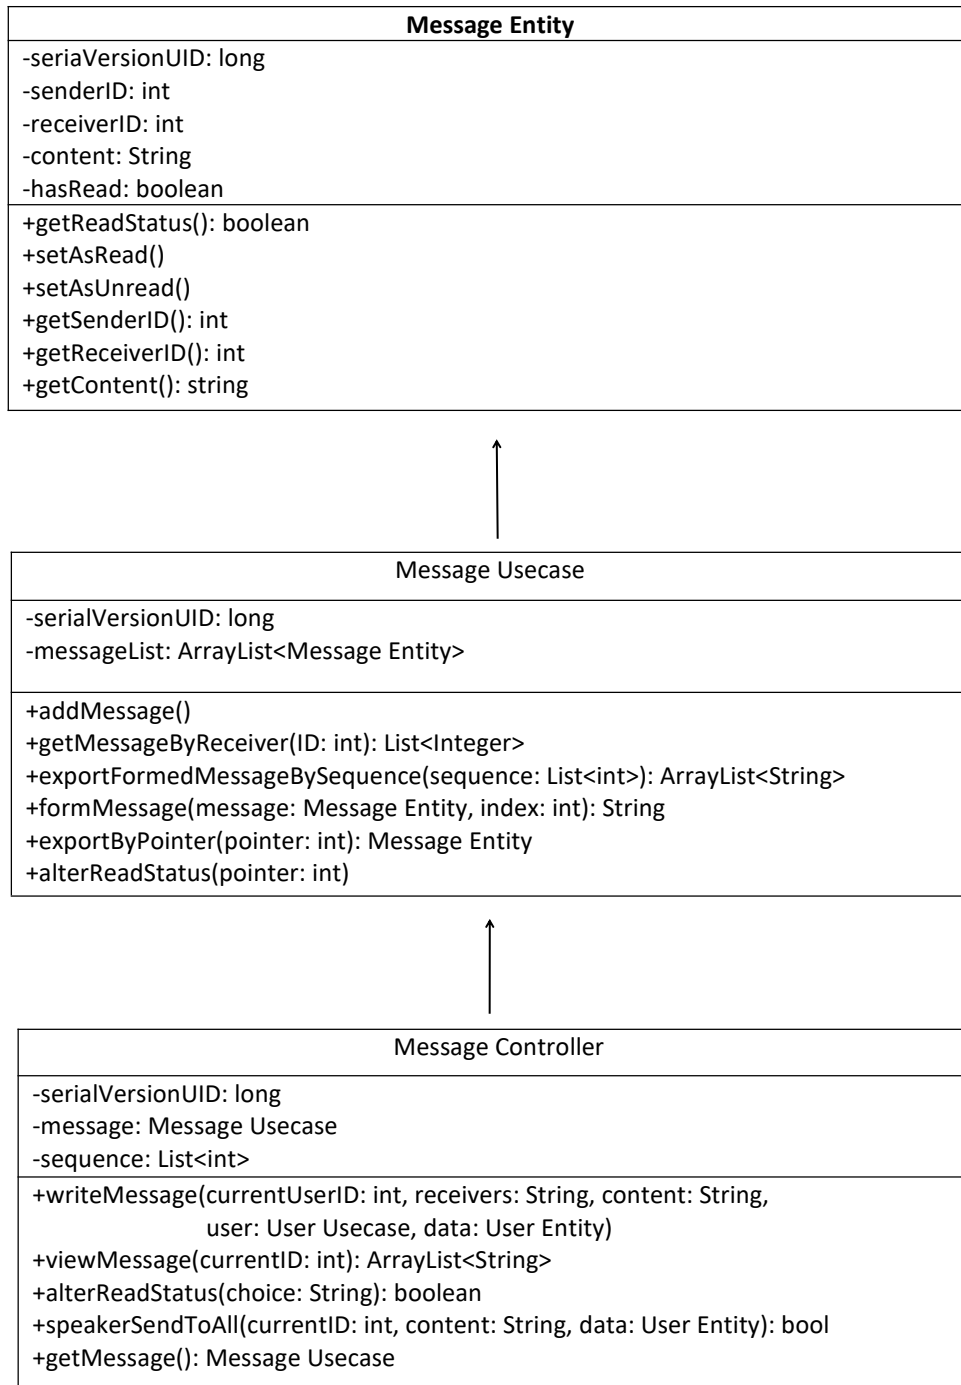 Message Entity
-seriaVersionUID: long
-senderID: int
-receiverID: int
-content: String
-hasRead: boolean
+getReadStatus(): boolean
+setAsRead()
+setAsUnread()
+getSenderID(): int
+getReceiverID(): int
+getContent(): string
Message Usecase
-serialVersionUID: long
-messageList: ArrayList<Message Entity>
+addMessage()
+getMessageByReceiver(ID: int): List<Integer>
+exportFormedMessageBySequence(sequence: List<int>): ArrayList<String>
+formMessage(message: Message Entity, index: int): String
+exportByPointer(pointer: int): Message Entity
+alterReadStatus(pointer: int)
Message Controller
-serialVersionUID: long
-message: Message Usecase
-sequence: List<int>
+writeMessage(currentUserID: int, receivers: String, content: String,
user: User Usecase, data: User Entity)
+viewMessage(currentID: int): ArrayList<String>
+alterReadStatus(choice: String): boolean
+speakerSendToAll(currentID: int, content: String, data: User Entity): bool
+getMessage(): Message Usecase